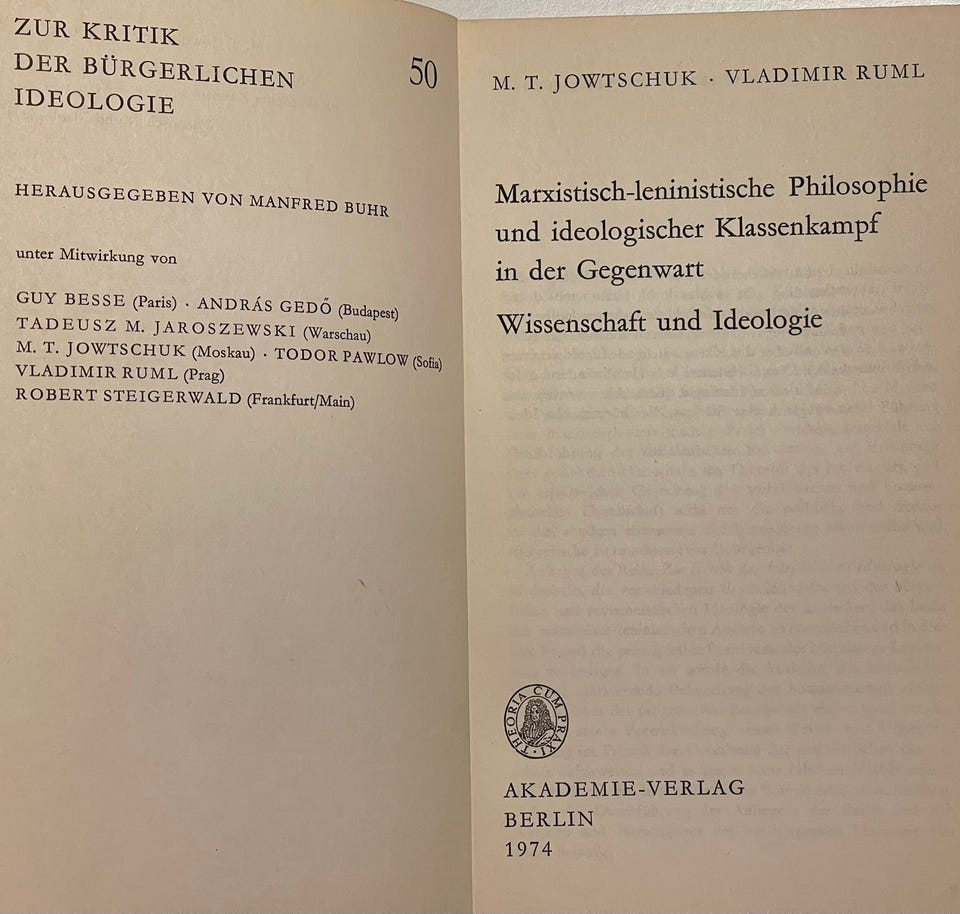 ZUR KRITIK
DER BÜRGERLICHEN
IDEOLOGIE
50
HERAUSGEGEBEN VON MANFRED BUHR
unter Mitwirkung von
GUY BESSE (Paris) · ANDRÁS GEDŐ (Budapest)
TADEUSZ M. JAROSZEWSKI (Warschau)
M. T. JOWTSCHUK (Moskau) · TODOR PAWLOW (Sofia)
VLADIMIR RUML (Prag)
ROBERT STEIGERWALD (Frankfurt/Main)
M. T. JOWTSCHUK · VLADIMIR RUML
Marxistisch-leninistische Philosophie
und ideologischer Klassenkampf
in der Gegenwart
Wissenschaft und Ideologie
THEORIA CUM PRAXI
AKADEMIE-VERLAG
BERLIN
1974